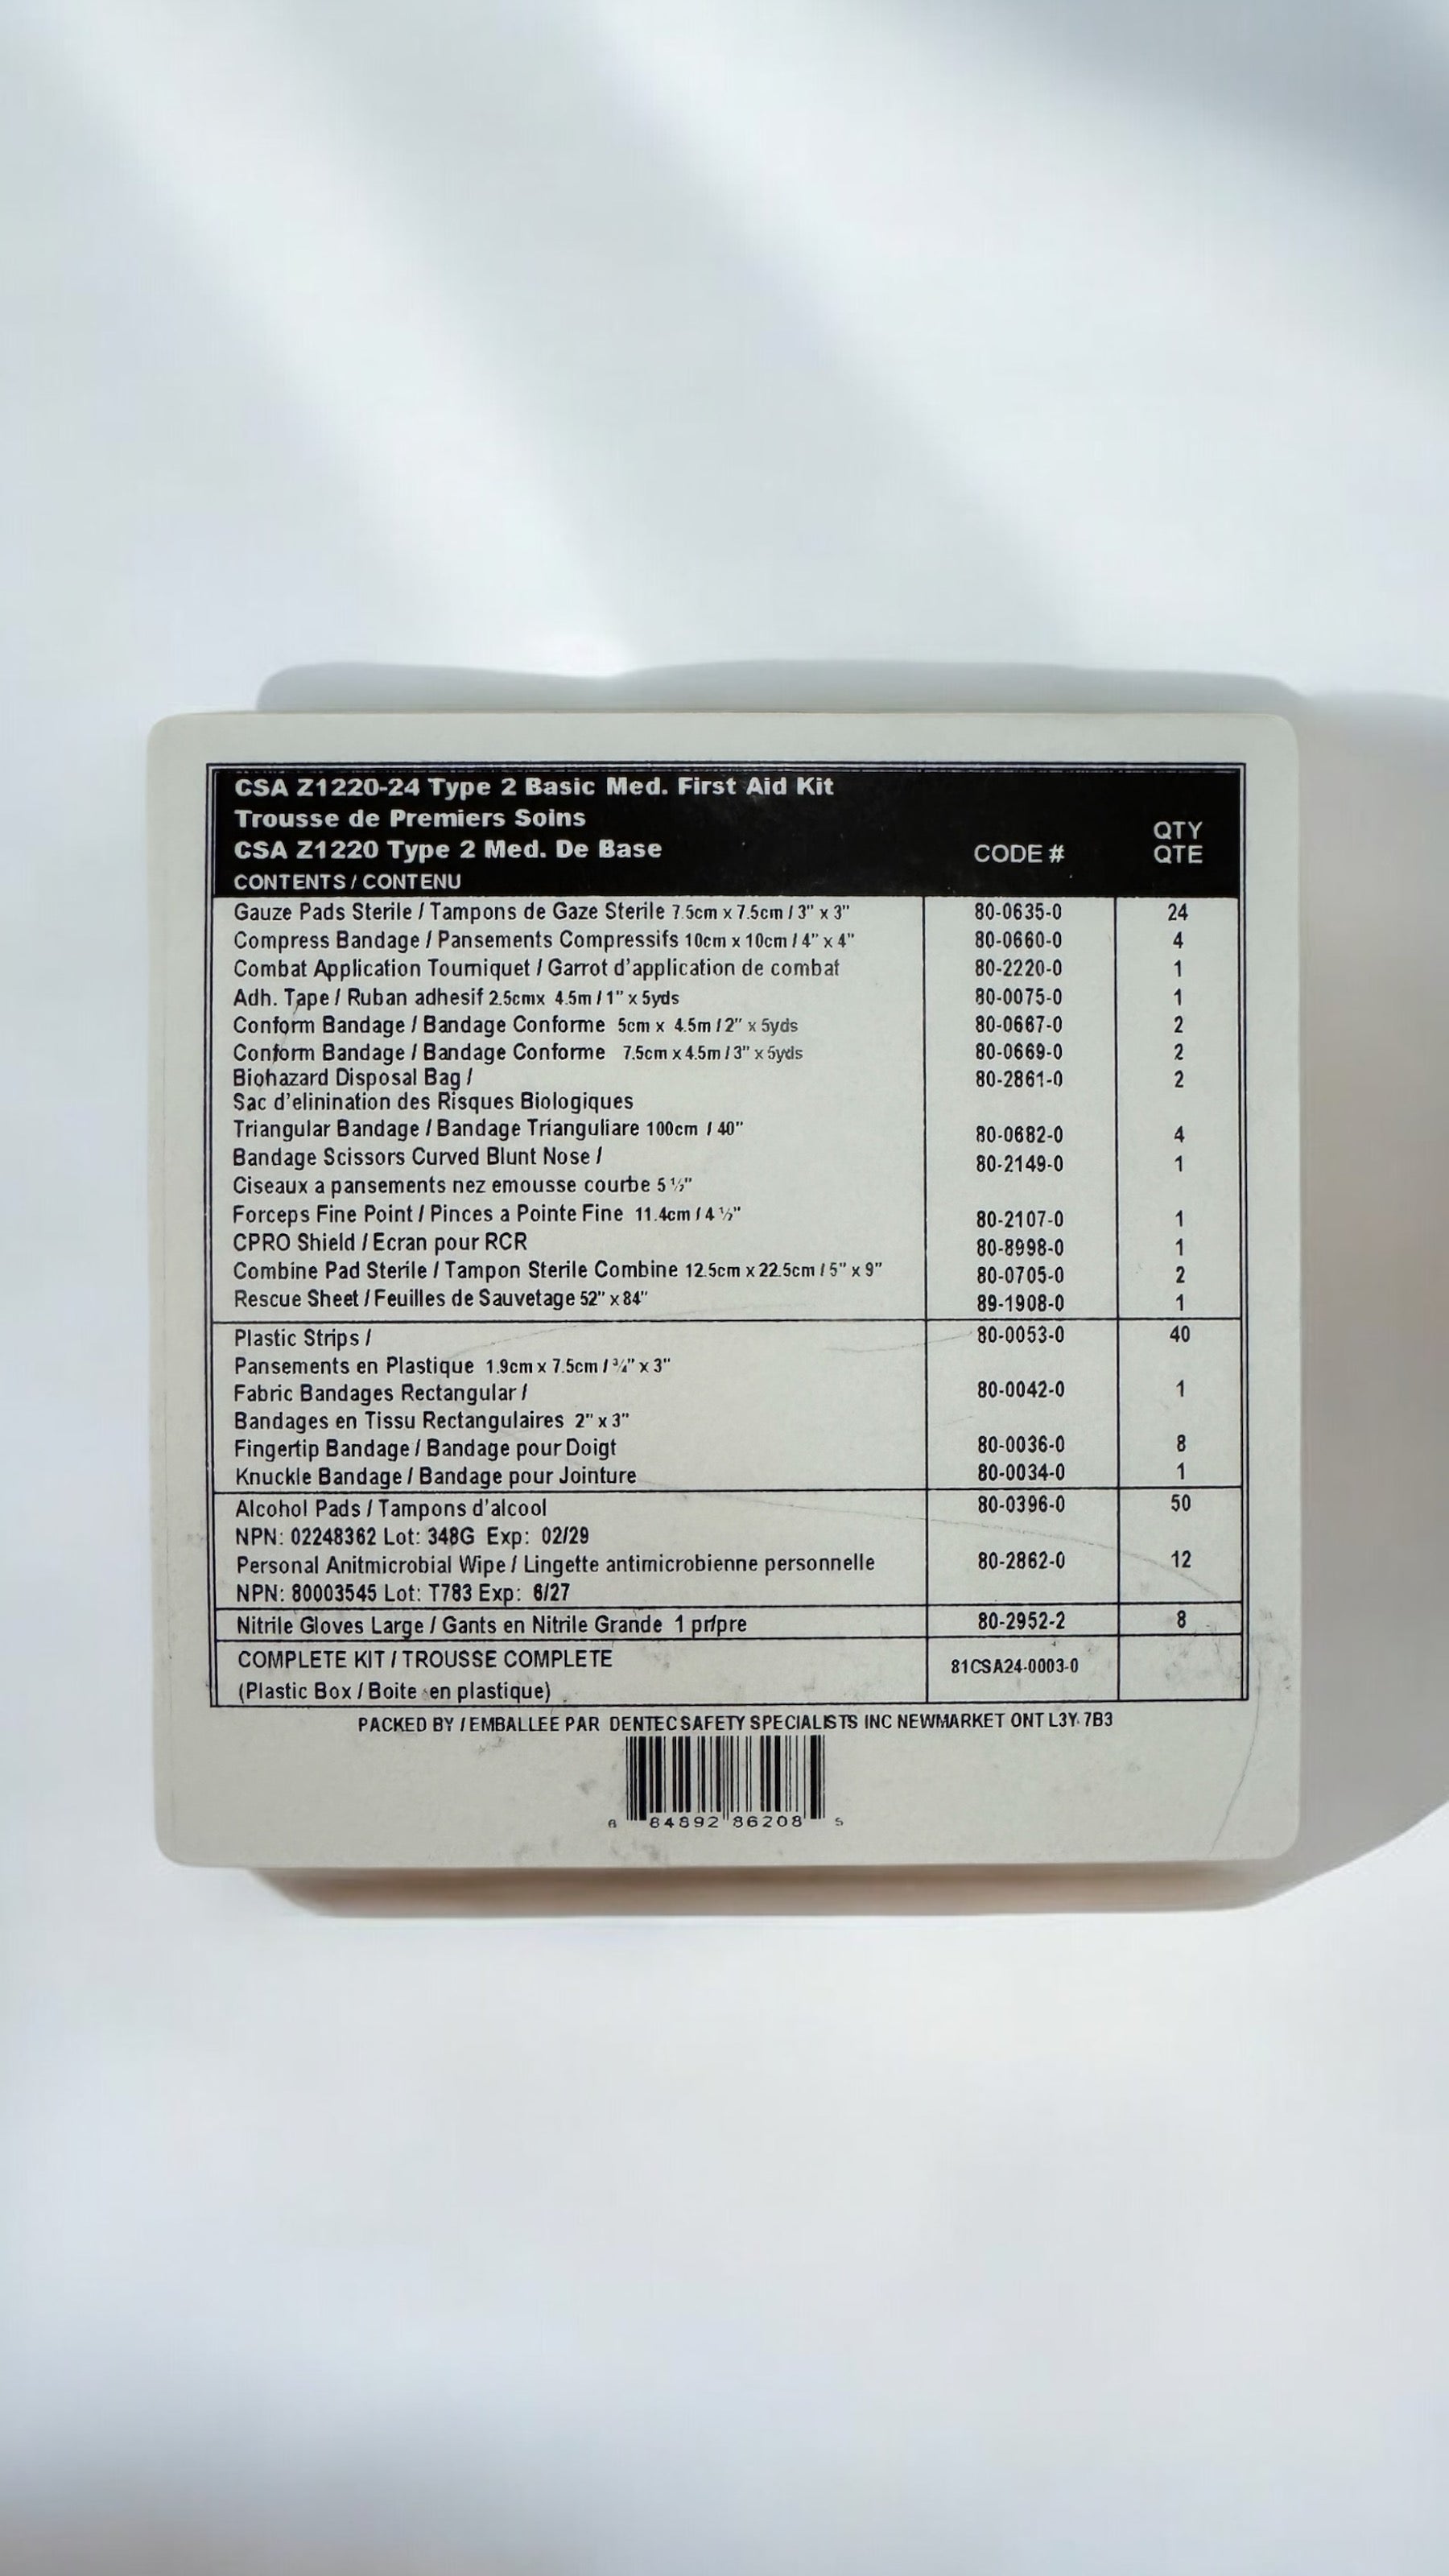 CSA Z1220-24 Type 2 Basic Med. First Aid Kit
Trousse de Premiers Soins
CSA Z1220 Type 2 Med. De Base
CONTENTS / CONTENU CODE # QTY QTE
Gauze Pads Sterile / Tampons de Gaze Sterile 7.5cm x 7.5cm / 3" x 3" 80-0635-0 24
Compress Bandage / Pansements Compressifs 10cm x 10cm / 4" x 4" 80-0660-0 4
Combat Application Tourniquet / Garrot d'application de combat 80-2220-0 1
Adh. Tape / Ruban adhesif 2.5cmx 4.5m / 1" x 5yds 80-0075-0 1
Conform Bandage / Bandage Conforme 5cm x 4.5m / 2" x 5yds 80-0667-0 2
Conform Bandage / Bandage Conforme 7.5cm x 4.5m / 3" x 5yds 80-0669-0 2
Biohazard Disposal Bag / 80-2861-0 2
Sac d'elinination des Risques Biologiques
Triangular Bandage / Bandage Trianguliare 100cm / 40" 80-0682-0 4
Bandage Scissors Curved Blunt Nose / 80-2149-0 1
Ciseaux a pansements nez emousse courbe 5 ½"
Forceps Fine Point / Pinces a Pointe Fine 11.4cm / 4 ½" 80-2107-0 1
CPRO Shield / Ecran pour RCR 80-8998-0 1
Combine Pad Sterile / Tampon Sterile Combine 12.5cm x 22.5cm / 5" x 9" 80-0705-0 2
Rescue Sheet / Feuilles de Sauvetage 52" x 84" 89-1908-0 1
Plastic Strips / 80-0053-0 40
Pansements en Plastique 1.9cm x 7.5cm / ¾" x 3"
Fabric Bandages Rectangular / 80-0042-0 1
Bandages en Tissu Rectangulaires 2" x 3"
Fingertip Bandage / Bandage pour Doigt 80-0036-0 8
Knuckle Bandage / Bandage pour Jointure 80-0034-0 1
Alcohol Pads / Tampons d'alcool 80-0396-0 50
NPN: 02248362 Lot: 348G Exp: 02/29
Personal Anitmicrobial Wipe / Lingette antimicrobienne personnelle 80-2862-0 12
NPN: 80003545 Lot: T783 Exp: 6/27
Nitrile Gloves Large / Gants en Nitrile Grande 1 pr/pre 80-2952-2 8
COMPLETE KIT / TROUSSE COMPLETE 81CSA24-0003-0
(Plastic Box / Boite en plastique)
PACKED BY / EMBALLEE PAR DENTEC SAFETY SPECIALISTS INC NEWMARKET ONT L3Y 7B3
6 84892 86208 5